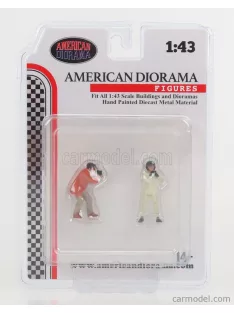 AMERICAN
DIORAMA
1:43
AMERICAN DIORAMA
FIGURES
Fit All 1:43 Scale Buildings and Dioramas
Hand Painted Diecast Metal Material
© carmodel.com
14+
www.americandiorama.com
carmodel.com